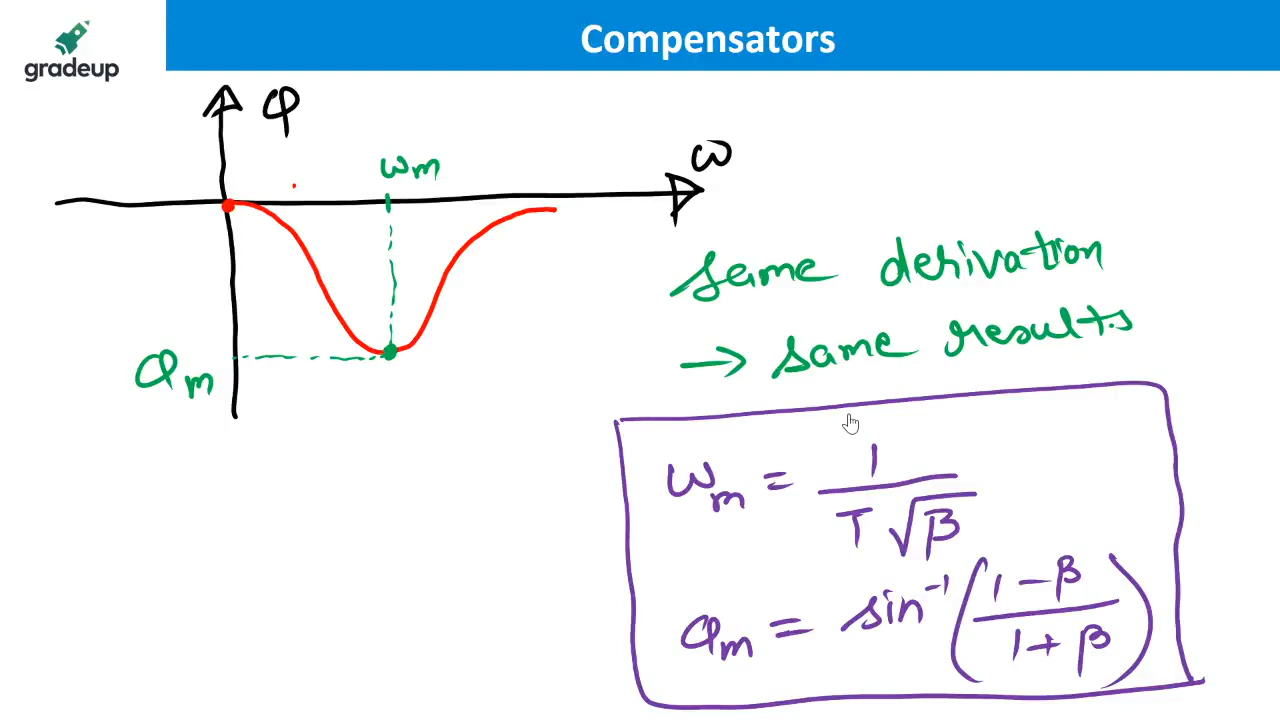 Compensators
gradeup
φ
ω
ωm
φm
same derivation
→ same results
ωm = 1 / T√β
φm = sin⁻¹(1-β / 1+β)